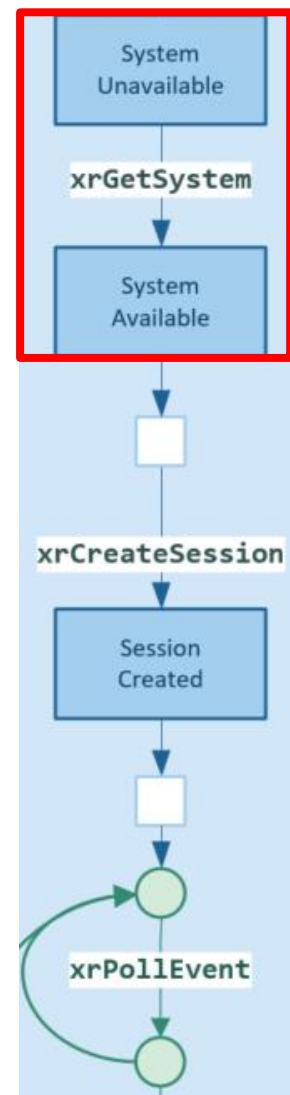 System
Unavailable
xrGetSystem
System
Available
xrCreateSession
Session
Created
xrPollEvent